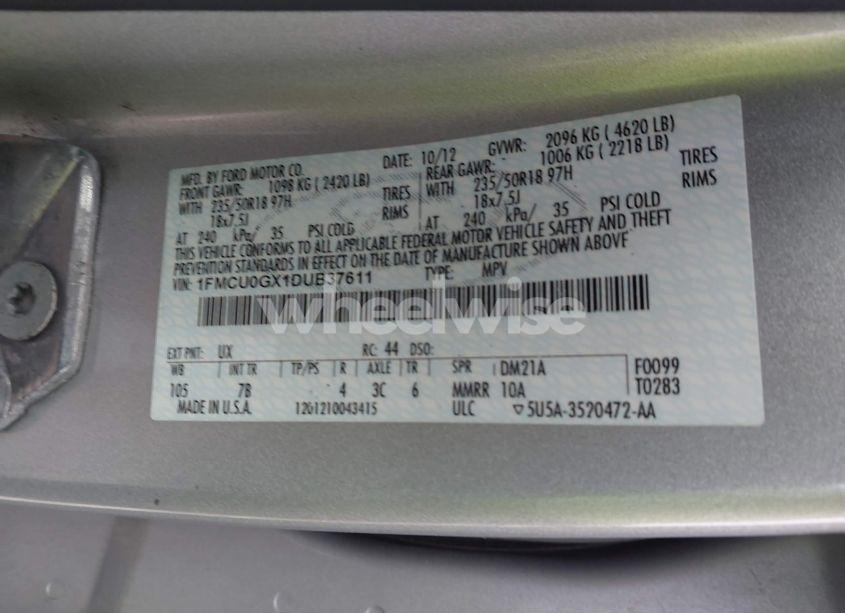 MFD. BY FORD MOTOR CO.
DATE: 10/12 GVWR: 2096 KG ( 4620 LB)
FRONT GAWR: 1098 KG ( 2420 LB)
REAR GAWR: 1006 KG ( 2218 LB)
WITH 235/50R18 97H TIRES
WITH 235/50R18 97H TIRES
18x7.5J RIMS
18x7.5J RIMS
AT 240 kPa/ 35 PSI COLD
AT 240 kPa/ 35 PSI COLD
THIS VEHICLE CONFORMS TO ALL APPLICABLE FEDERAL MOTOR VEHICLE SAFETY AND THEFT
PREVENTION STANDARDS IN EFFECT ON THE DATE OF MANUFACTURE SHOWN ABOVE
VIN: 1FMCU0GX1DUB37611 TYPE: MPV
wheelwise
EXT PNT: UX RC: 44 DSO:
WB INT TR TP/PS R AXLE TR SPR DM21A F0099
105 7B 4 3C 6 MMRR 10A T0283
MADE IN U.S.A. 1201210043415 ULC ▽5U5A-3520472-AA